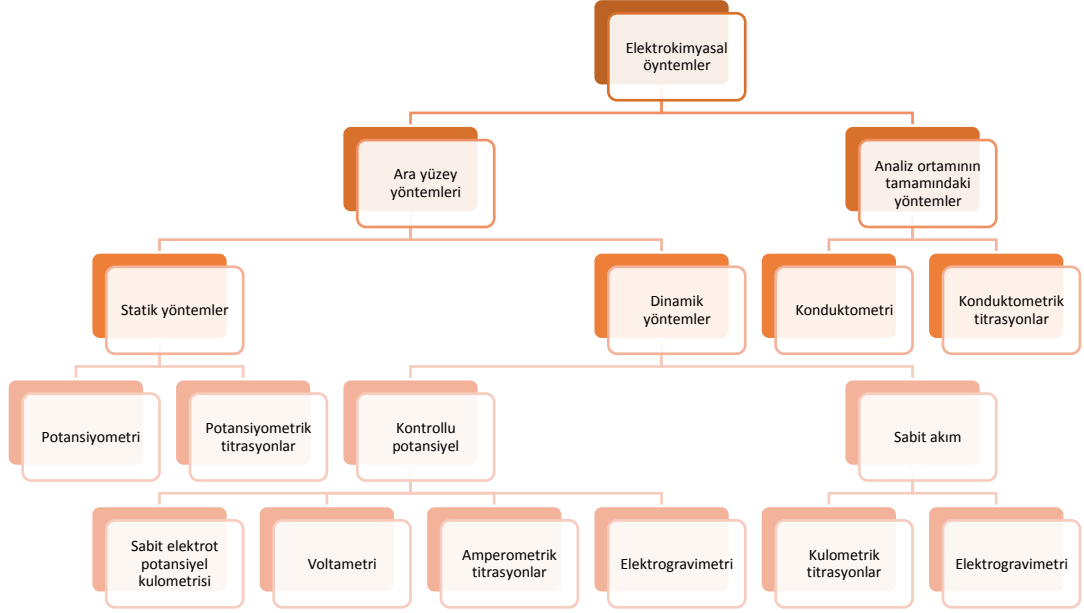 Elektrokimyasal
öyntemler
Ara yüzey
yöntemleri
Analiz ortamının
tamamındaki
yöntemler
Statik yöntemler
Dinamik
yöntemler
Konduktometri
Konduktometrik
titrasyonlar
Potansiyometri
Potansiyometrik
titrasyonlar
Kontrollu
potansiyel
Sabit akım
Sabit elektrot
potansiyel
kulometrisi
Voltametri
Amperometrik
titrasyonlar
Elektrogravimetri
Kulometrik
titrasyonlar
Elektrogravimetri